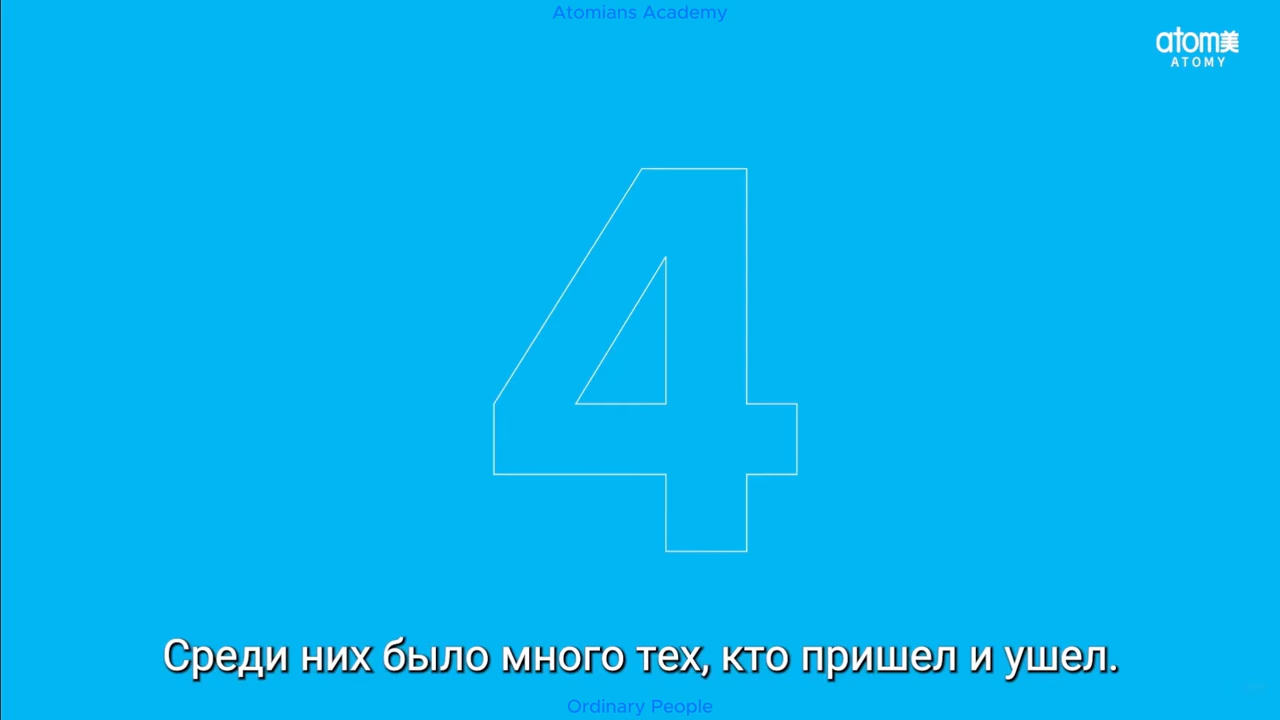 Atomians Academy
atom美
ATOMY
4
Среди них было много тех, кто пришел и ушел.
Ordinary People